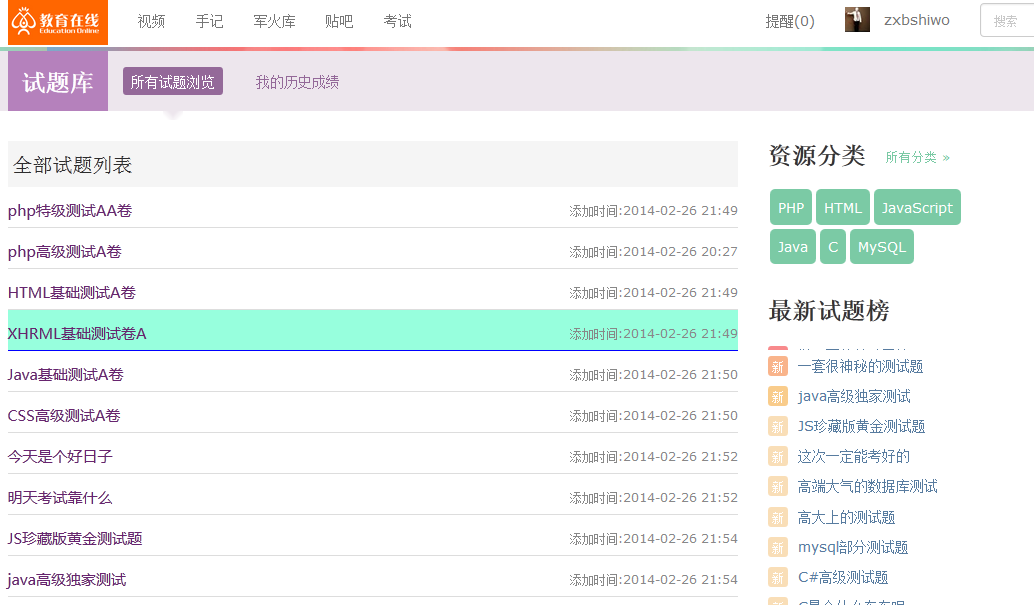 教育在线
Education Online
视频 手记 军火库 贴吧 考试 提醒(0) zxbshiwo 搜索
试题库 所有试题浏览 我的历史成绩
全部试题列表
php特级测试AA卷 添加时间:2014-02-26 21:49
php高级测试A卷 添加时间:2014-02-26 20:27
HTML基础测试A卷 添加时间:2014-02-26 21:49
XHRML基础测试卷A 添加时间:2014-02-26 21:49
Java基础测试A卷 添加时间:2014-02-26 21:50
CSS高级测试A卷 添加时间:2014-02-26 21:50
今天是个好日子 添加时间:2014-02-26 21:52
明天考试靠什么 添加时间:2014-02-26 21:52
JS珍藏版黄金测试题 添加时间:2014-02-26 21:54
java高级独家测试 添加时间:2014-02-26 21:54
资源分类 所有分类 »
PHP HTML JavaScript
Java C MySQL
最新试题榜
新 一套很神秘的测试题
新 java高级独家测试
新 JS珍藏版黄金测试题
新 这次一定能考好的
新 高端大气的数据库测试
新 高大上的测试题
新 mysql部分测试题
新 C#高级测试题
新